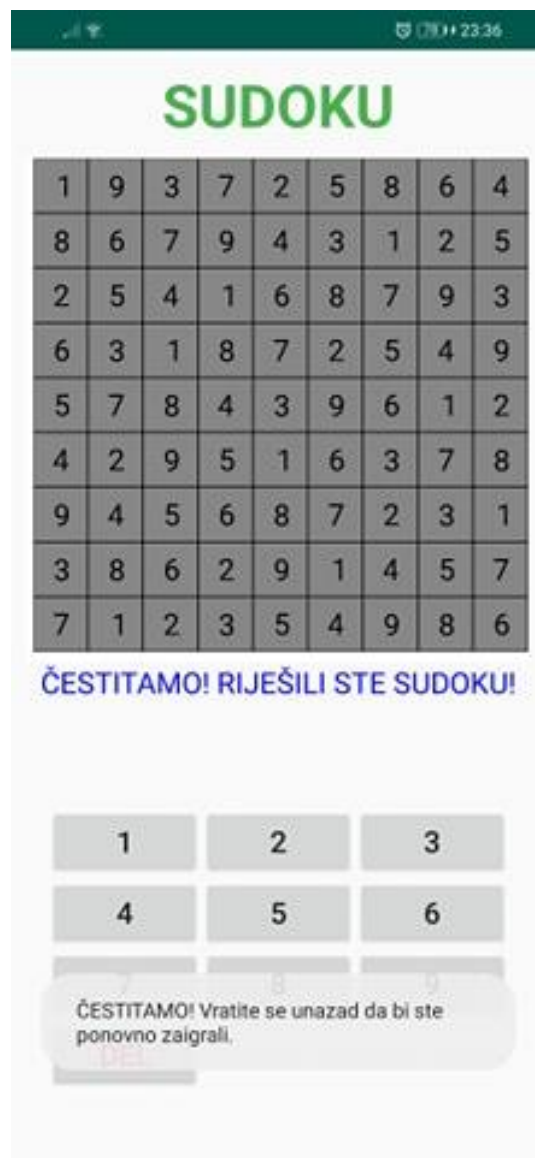 23:36
SUDOKU
1 9 3 7 2 5 8 6 4
8 6 7 9 4 3 1 2 5
2 5 4 1 6 8 7 9 3
6 3 1 8 7 2 5 4 9
5 7 8 4 3 9 6 1 2
4 2 9 5 1 6 3 7 8
9 4 5 6 8 7 2 3 1
3 8 6 2 9 1 4 5 7
7 1 2 3 5 4 9 8 6
ČESTITAMO! RIJEŠILI STE SUDOKU!
1 2 3
4 5 6
7 8 9
ČESTITAMO! Vratite se unazad da bi ste
ponovno zaigrali.
DEL